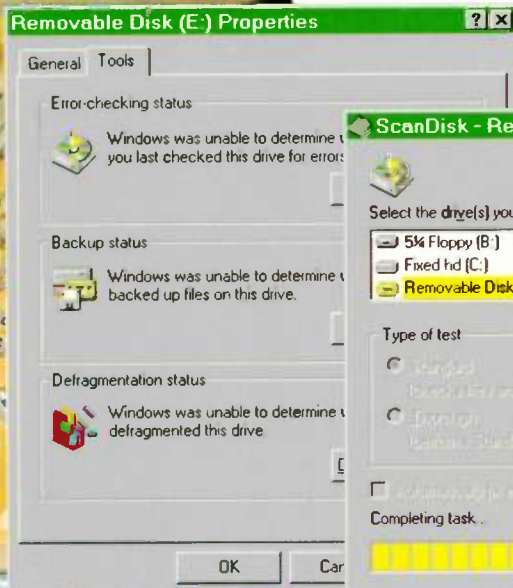 Removable Disk (E:) Properties
General Tools
Error-checking status
Windows was unable to determine
you last checked this drive for errors
Backup status
Windows was unable to determine
backed up files on this drive.
Defragmentation status
Windows was unable to determine
defragmented this drive
OK
Can
ScanDisk - Re
Select the drive(s) you
5¼ Floppy (B:)
Fixed hd (C:)
Removable Disk
Type of test
Completing task..